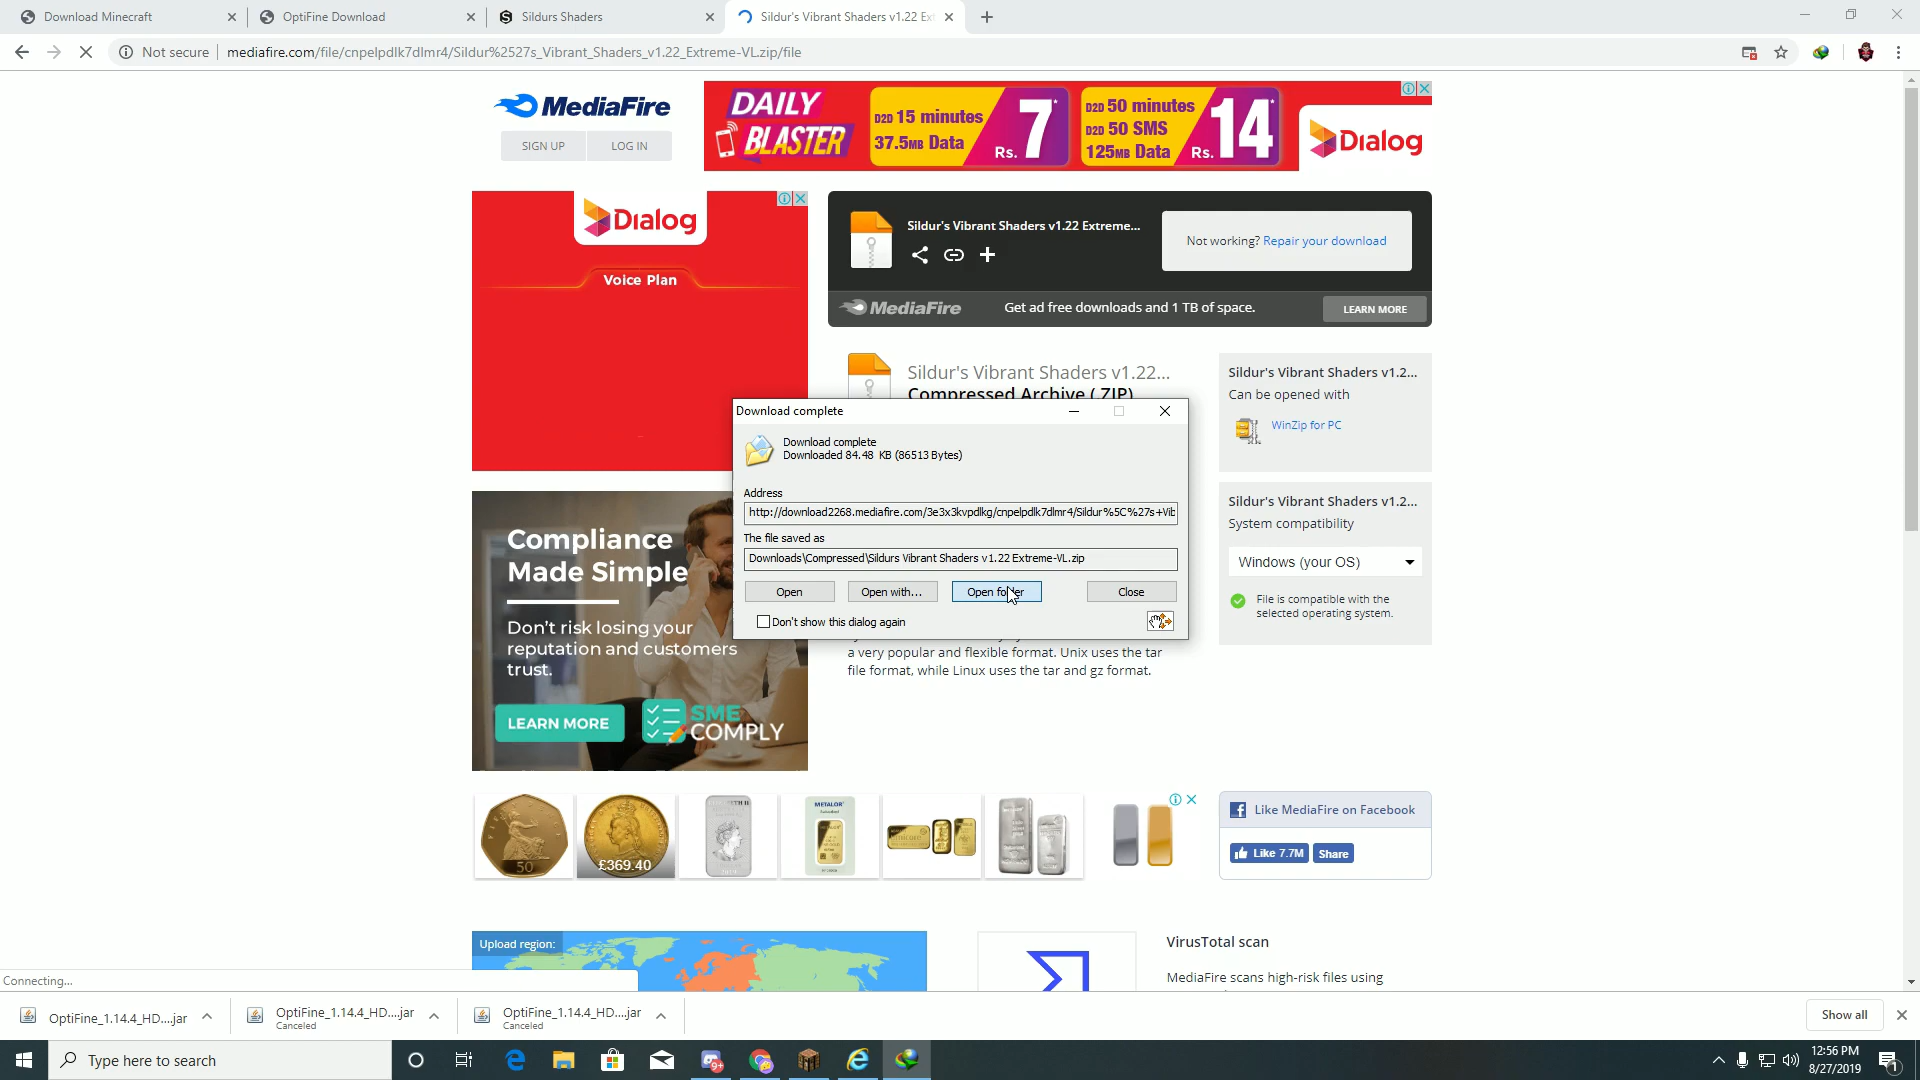 Download Minecraft
OptiFine Download
Sildurs Shaders
Sildur's Vibrant Shaders v1.22 Ex
Not secure
mediafire.com/file/cnpelpdlk7dlmr4/Sildur%2527s_Vibrant_Shaders_v1.22_Extreme-VL.zip/file
MediaFire
SIGN UP
LOG IN
DAILY
BLASTER
D2D 15 minutes
37.5MB Data
Rs. 7*
D2D 50 minutes
D2D 50 SMS
125MB Data
Rs. 14*
Dialog
Dialog
Voice Plan
Sildur's Vibrant Shaders v1.22 Extreme...
Not working? Repair your download
MediaFire
Get ad free downloads and 1 TB of space.
LEARN MORE
Sildur's Vibrant Shaders v1.22...
Compressed Archive (.ZIP)
Sildur's Vibrant Shaders v1.2...
Can be opened with
WinZip for PC
Download complete
Download complete
Downloaded 84.48 KB (86513 Bytes)
Address
http://download2268.mediafire.com/3e3x3kvpdlkg/cnpelpdlk7dlmr4/Sildur%5C%27s+Vib
The file saved as
Downloads\Compressed\Sildurs Vibrant Shaders v1.22 Extreme-VL.zip
Open
Open with...
Open folder
Close
Don't show this dialog again
a very popular and flexible format. Unix uses the tar
file format, while Linux uses the tar and gz format.
Sildur's Vibrant Shaders v1.2...
System compatibility
Windows (your OS)
File is compatible with the
selected operating system.
Compliance
Made Simple
Don't risk losing your
reputation and customers
trust.
LEARN MORE
SME
COMPLY
50
£369.40
METALOR
Like MediaFire on Facebook
Like 7.7M
Share
Upload region:
VirusTotal scan
MediaFire scans high-risk files using
Connecting...
OptiFine_1.14.4_HD....jar
OptiFine_1.14.4_HD....jar
Canceled
OptiFine_1.14.4_HD....jar
Canceled
Show all
Type here to search
9+
12:56 PM
8/27/2019
1